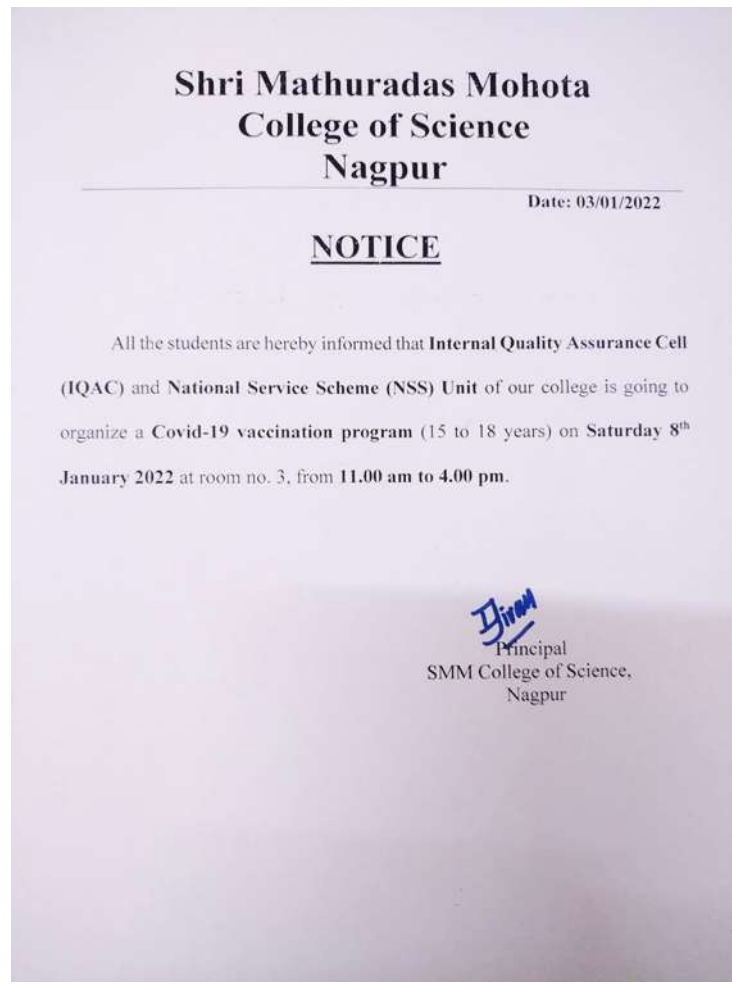 Shri Mathuradas Mohota
College of Science
Nagpur
Date: 03/01/2022
NOTICE
All the students are hereby informed that Internal Quality Assurance Cell
(IQAC) and National Service Scheme (NSS) Unit of our college is going to
organize a Covid-19 vaccination program (15 to 18 years) on Saturday 8th
January 2022 at room no. 3, from 11.00 am to 4.00 pm.
Principal
SMM College of Science,
Nagpur